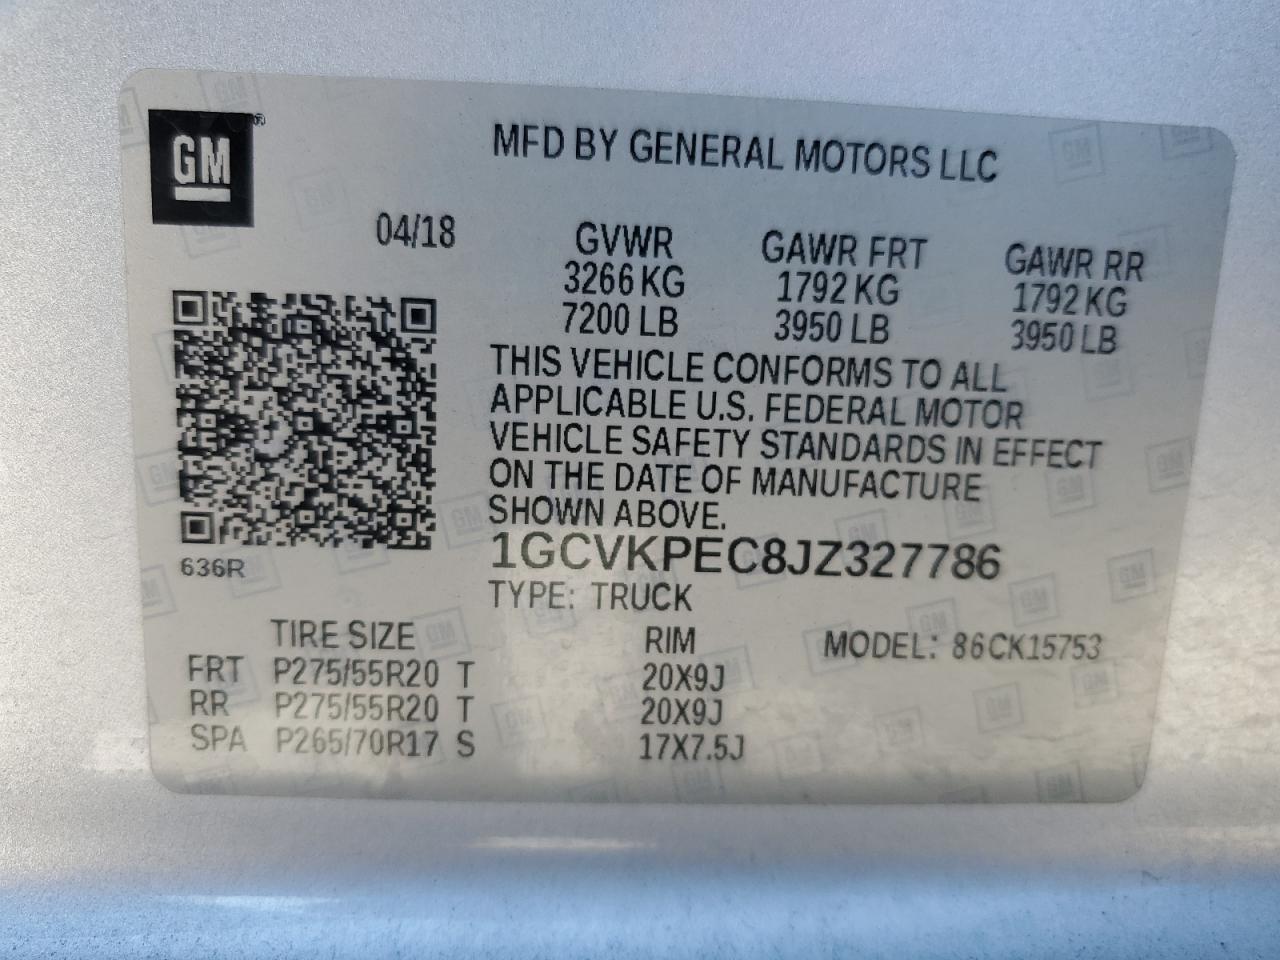 GM®
MFD BY GENERAL MOTORS LLC
04/18
GVWR GAWR FRT GAWR RR
3266 KG 1792 KG 1792 KG
7200 LB 3950 LB 3950 LB
THIS VEHICLE CONFORMS TO ALL
APPLICABLE U.S. FEDERAL MOTOR
VEHICLE SAFETY STANDARDS IN EFFECT
ON THE DATE OF MANUFACTURE
SHOWN ABOVE.
1GCVKPEC8JZ327786
636R
TYPE: TRUCK
TIRE SIZE RIM MODEL: 86CK15753
FRT P275/55R20 T 20X9J
RR P275/55R20 T 20X9J
SPA P265/70R17 S 17X7.5J